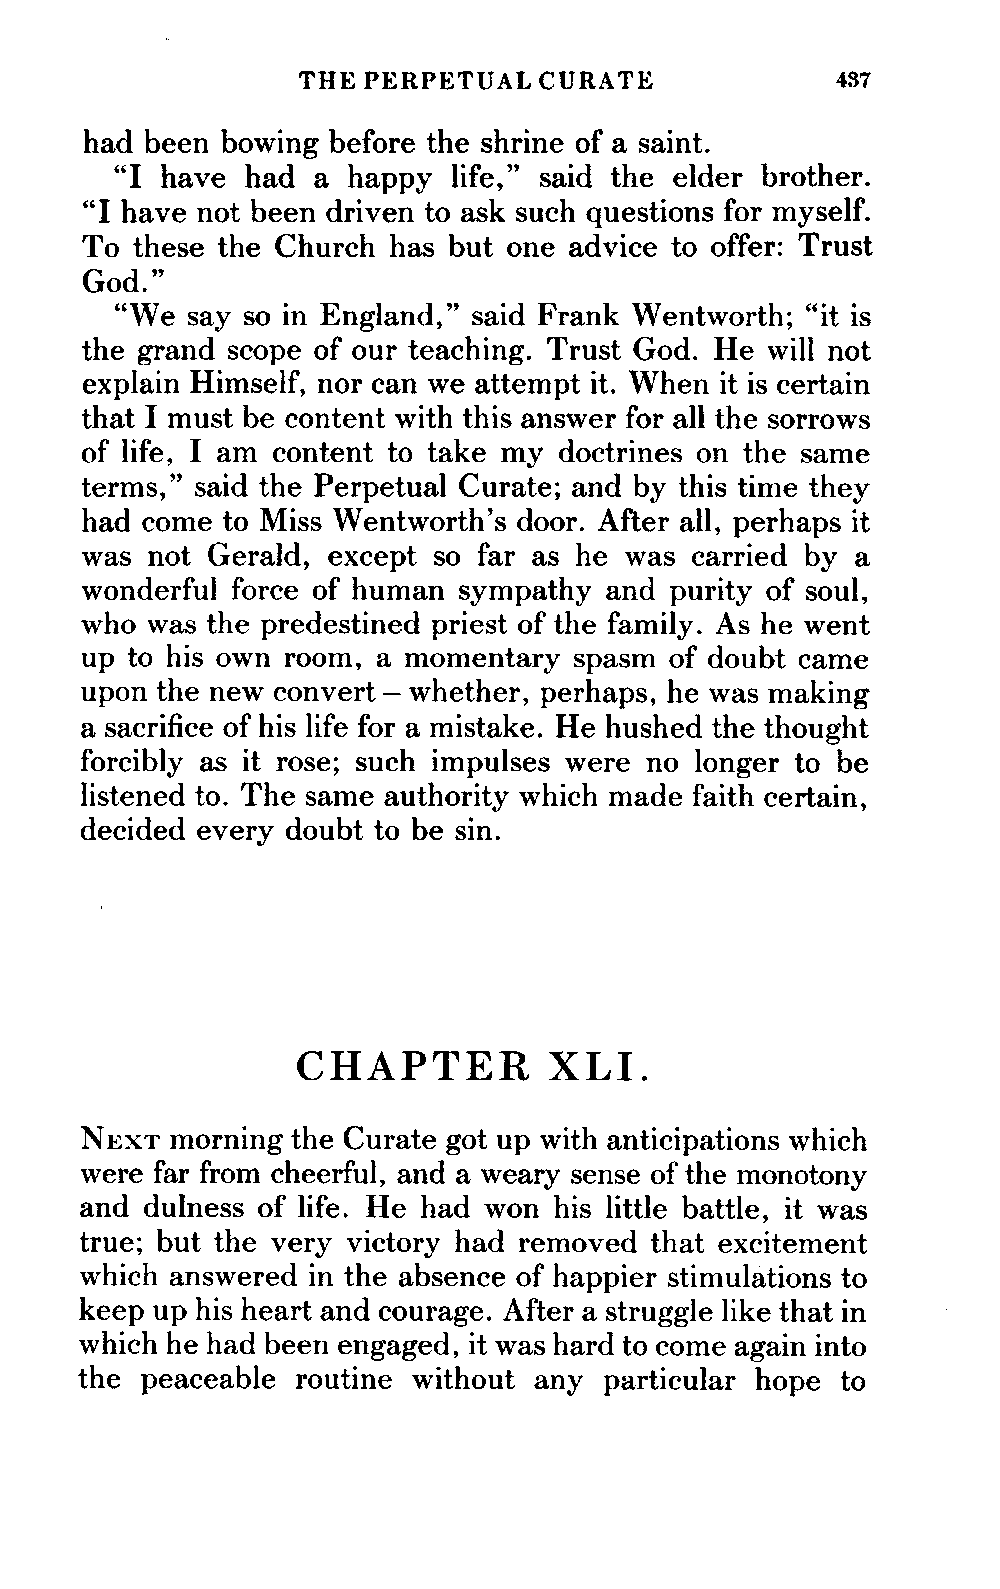 THE PERPETUAL CURATE 437
had been bowing before the shrine of a saint.
“I have had a happy life,” said the elder brother.
“I have not been driven to ask such questions for myself.
To these the Church has but one advice to offer: Trust
God.”
“We say so in England,” said Frank Wentworth; “it is
the grand scope of our teaching. Trust God. He will not
explain Himself, nor can we attempt it. When it is certain
that I must be content with this answer for all the sorrows
of life, I am content to take my doctrines on the same
terms,” said the Perpetual Curate; and by this time they
had come to Miss Wentworth’s door. After all, perhaps it
was not Gerald, except so far as he was carried by a
wonderful force of human sympathy and purity of soul,
who was the predestined priest of the family. As he went
up to his own room, a momentary spasm of doubt came
upon the new convert – whether, perhaps, he was making
a sacrifice of his life for a mistake. He hushed the thought
forcibly as it rose; such impulses were no longer to be
listened to. The same authority which made faith certain,
decided every doubt to be sin.
CHAPTER XLI.
NEXT morning the Curate got up with anticipations which
were far from cheerful, and a weary sense of the monotony
and dulness of life. He had won his little battle, it was
true; but the very victory had removed that excitement
which answered in the absence of happier stimulations to
keep up his heart and courage. After a struggle like that in
which he had been engaged, it was hard to come again into
the peaceable routine without any particular hope to